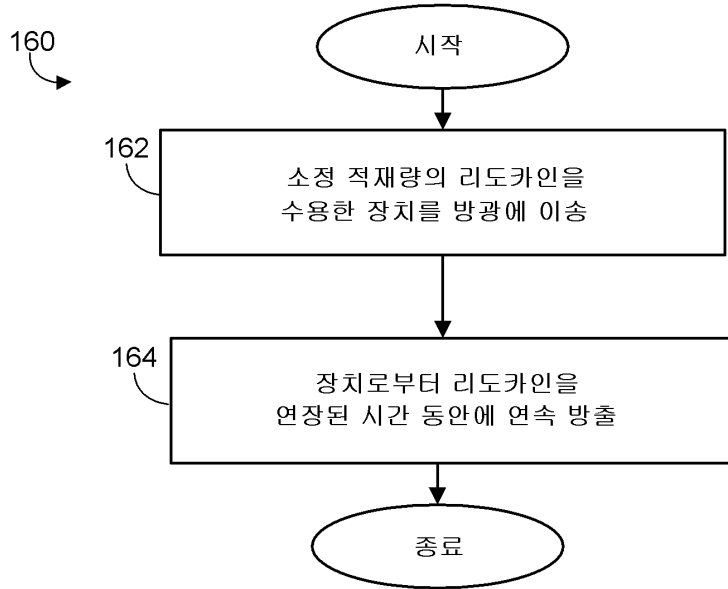 160
시작
162
소정 적재량의 리도카인을
수용한 장치를 방광에 이송
164
장치로부터 리도카인을
연장된 시간 동안에 연속 방출
종료